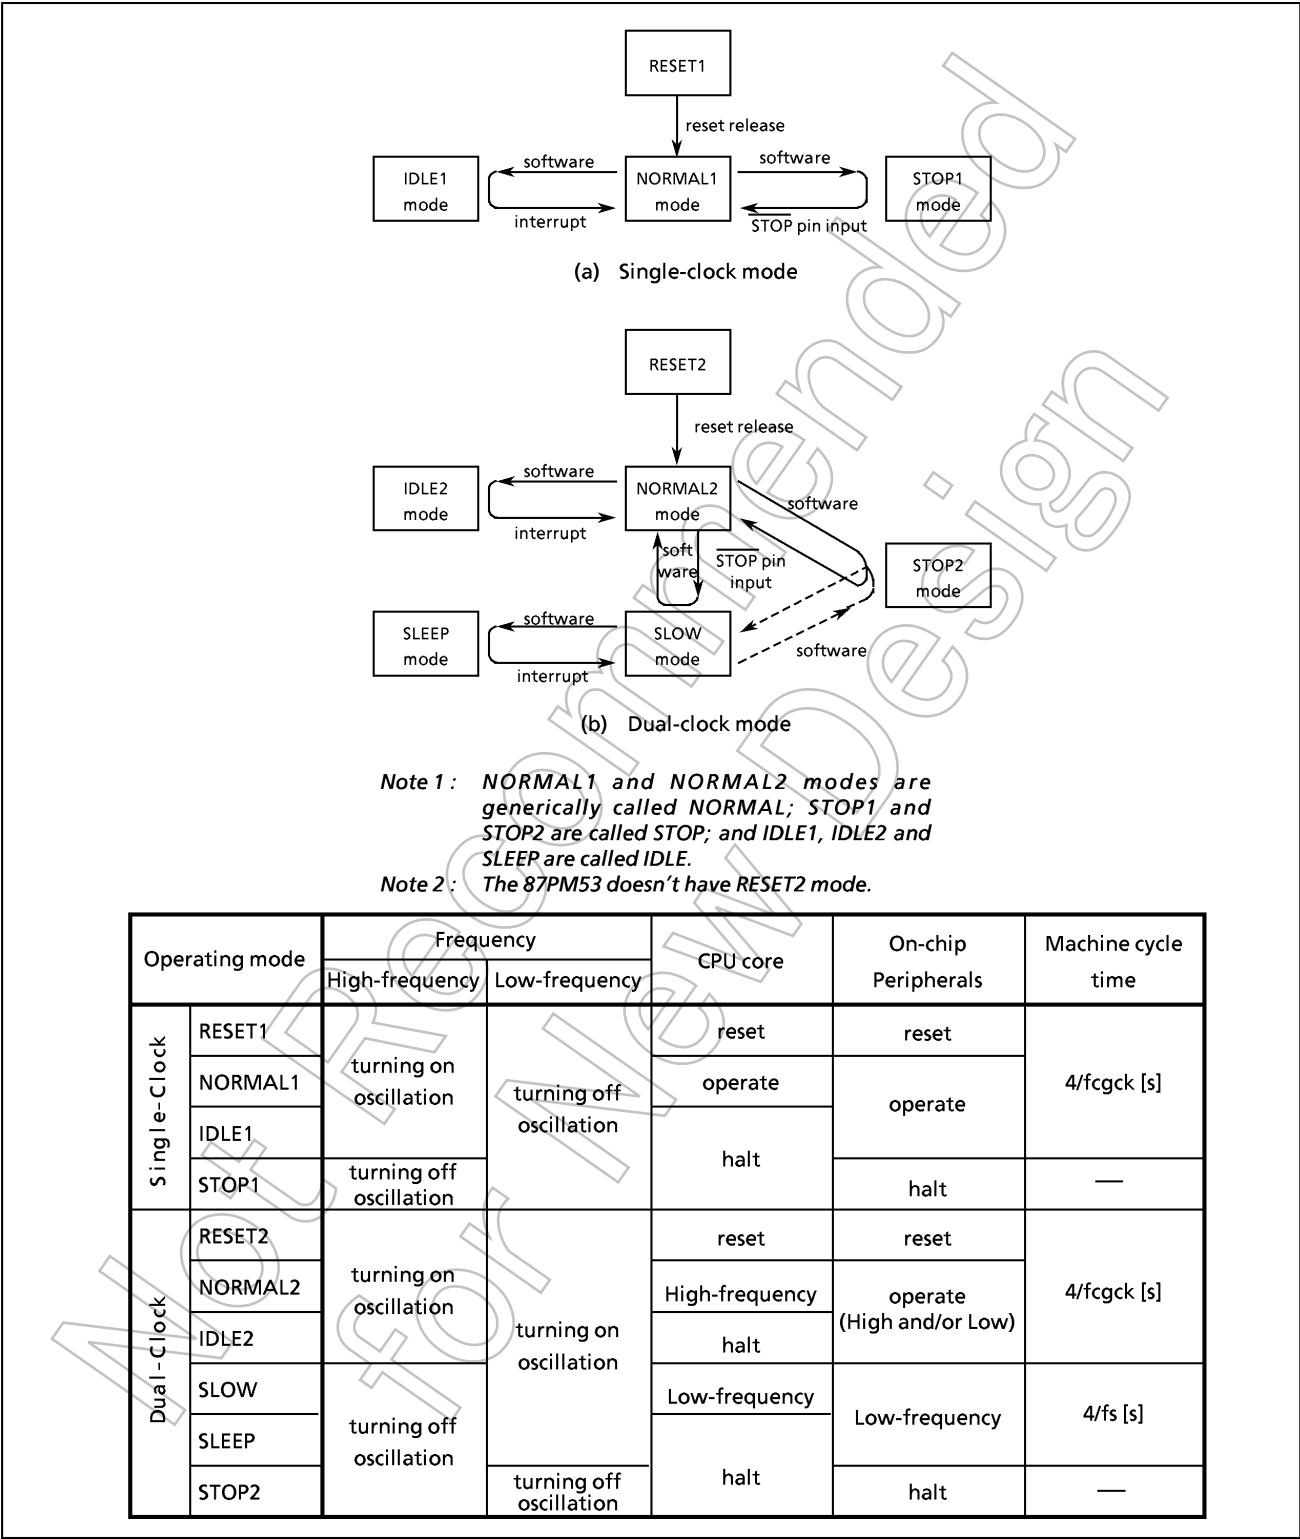 RESET1
reset release
IDLE1
mode
software
interrupt
NORMAL1
mode
software
STOP pin input
STOP1
mode
(a) Single-clock mode
RESET2
reset release
IDLE2
mode
software
interrupt
NORMAL2
mode
software
soft
ware
STOP pin
input
STOP2
mode
SLEEP
mode
software
interrupt
SLOW
mode
software
(b) Dual-clock mode
Note 1 : NORMAL1 and NORMAL2 modes are
generically called NORMAL; STOP1 and
STOP2 are called STOP; and IDLE1, IDLE2 and
SLEEP are called IDLE.
Note 2 : The 87PM53 doesn't have RESET2 mode.
Operating mode
Frequency
High-frequency
Low-frequency
CPU core
On-chip
Peripherals
Machine cycle
time
Single-Clock
RESET1
NORMAL1
IDLE1
STOP1
turning on
oscillation
turning off
oscillation
turning off
oscillation
reset
operate
halt
reset
operate
halt
4/fcgck [s]
—
Dual-Clock
RESET2
NORMAL2
IDLE2
SLOW
SLEEP
STOP2
turning on
oscillation
turning off
oscillation
turning on
oscillation
turning off
oscillation
reset
High-frequency
halt
Low-frequency
halt
reset
operate
(High and/or Low)
Low-frequency
halt
4/fcgck [s]
4/fs [s]
—
Not Recommended
for New Design